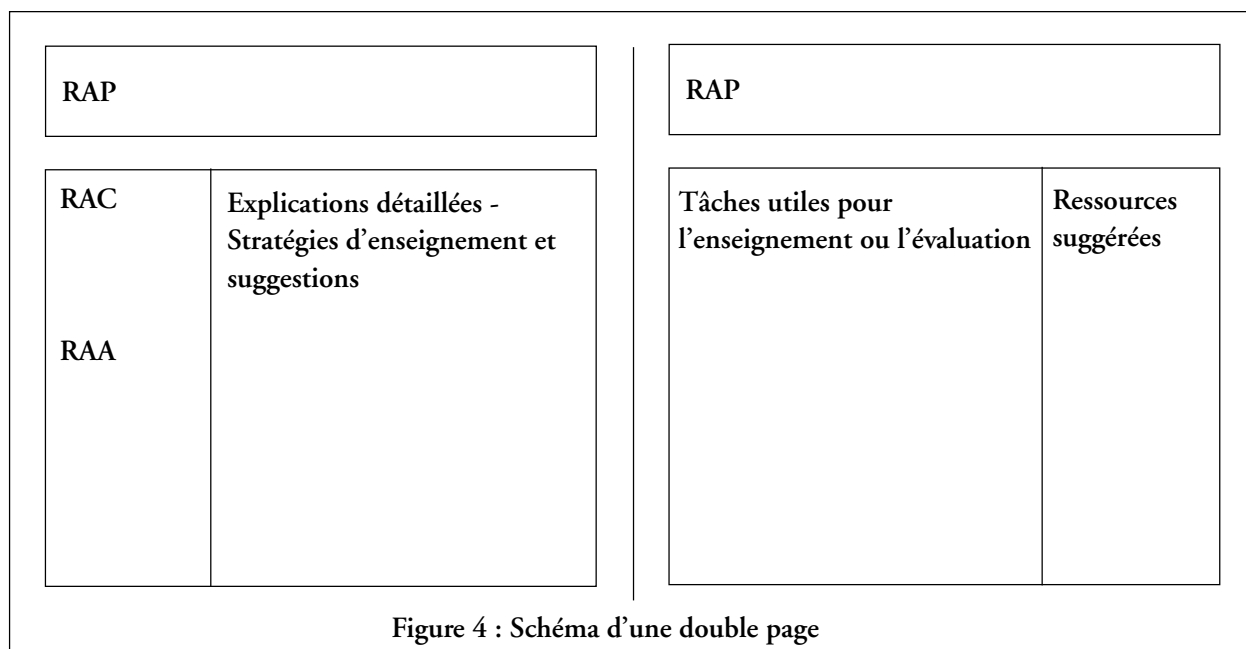 RAP
RAC
RAA
Explications détaillées -
Stratégies d'enseignement et
suggestions
RAP
Tâches utiles pour
l'enseignement ou l'évaluation
Ressources
suggérées
Figure 4 : Schéma d'une double page